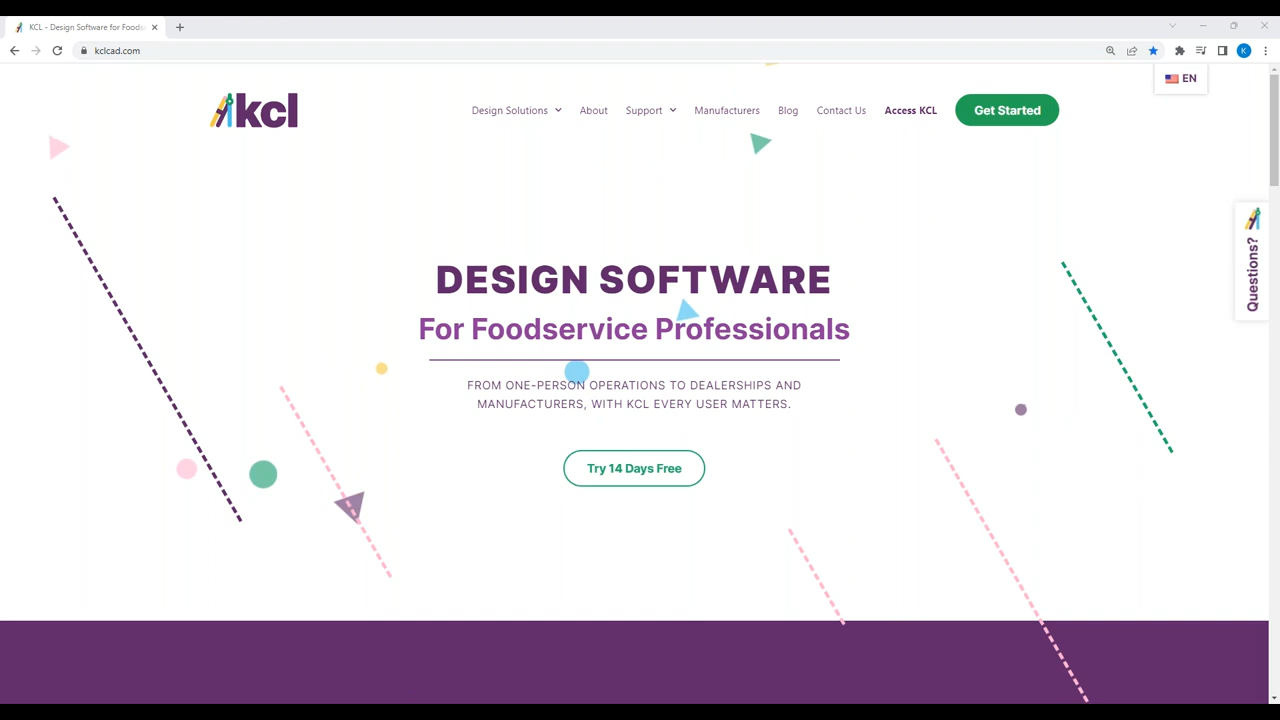 KCL - Design Software for Foods
kclcad.com
K
EN
kcl
Design Solutions About Support Manufacturers Blog Contact Us Access KCL Get Started
Questions?
DESIGN SOFTWARE
For Foodservice Professionals
FROM ONE-PERSON OPERATIONS TO DEALERSHIPS AND
MANUFACTURERS, WITH KCL EVERY USER MATTERS.
Try 14 Days Free